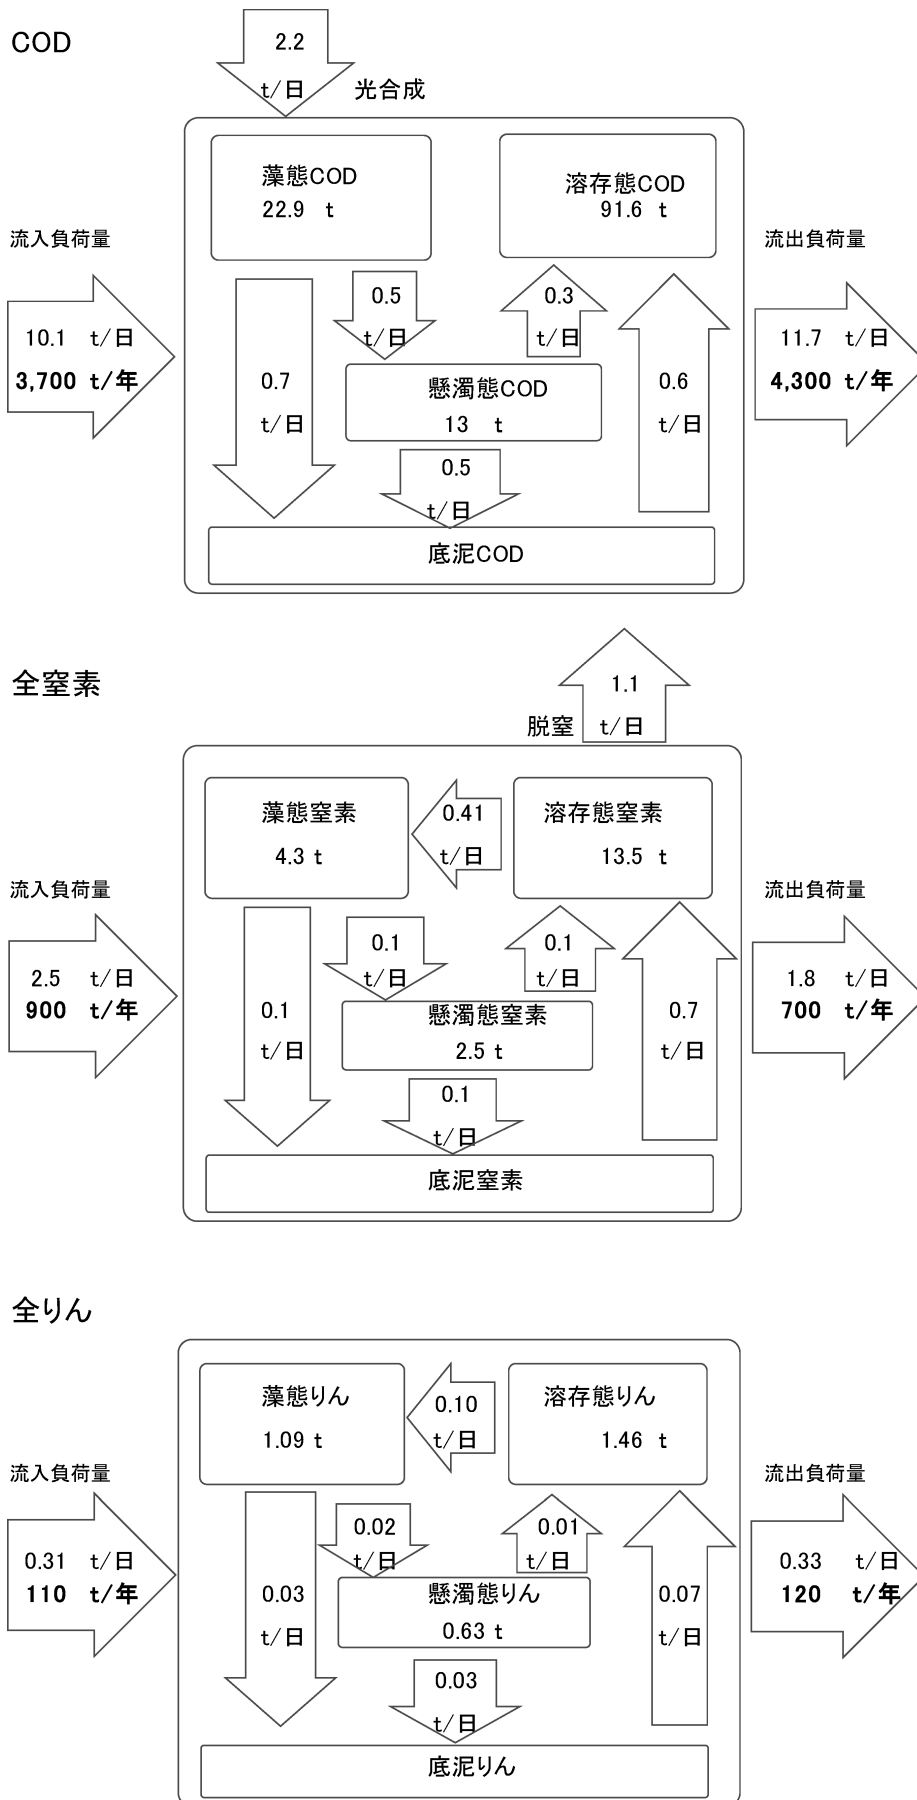 COD
2.2
t/日
光合成
藻態COD
22.9 t
溶存態COD
91.6 t
流入負荷量
10.1 t/日
3,700 t/年
流出負荷量
11.7 t/日
4,300 t/年
0.5
t/日
0.3
t/日
0.7
t/日
0.6
t/日
懸濁態COD
13 t
0.5
t/日
底泥COD
全窒素
1.1
t/日
脱窒
藻態窒素
4.3 t
0.41
t/日
溶存態窒素
13.5 t
流入負荷量
2.5 t/日
900 t/年
流出負荷量
1.8 t/日
700 t/年
0.1
t/日
0.1
t/日
0.1
t/日
0.7
t/日
懸濁態窒素
2.5 t
0.1
t/日
底泥窒素
全りん
藻態りん
1.09 t
0.10
t/日
溶存態りん
1.46 t
流入負荷量
0.31 t/日
110 t/年
流出負荷量
0.33 t/日
120 t/年
0.02
t/日
0.01
t/日
0.03
t/日
0.07
t/日
懸濁態りん
0.63 t
0.03
t/日
底泥りん